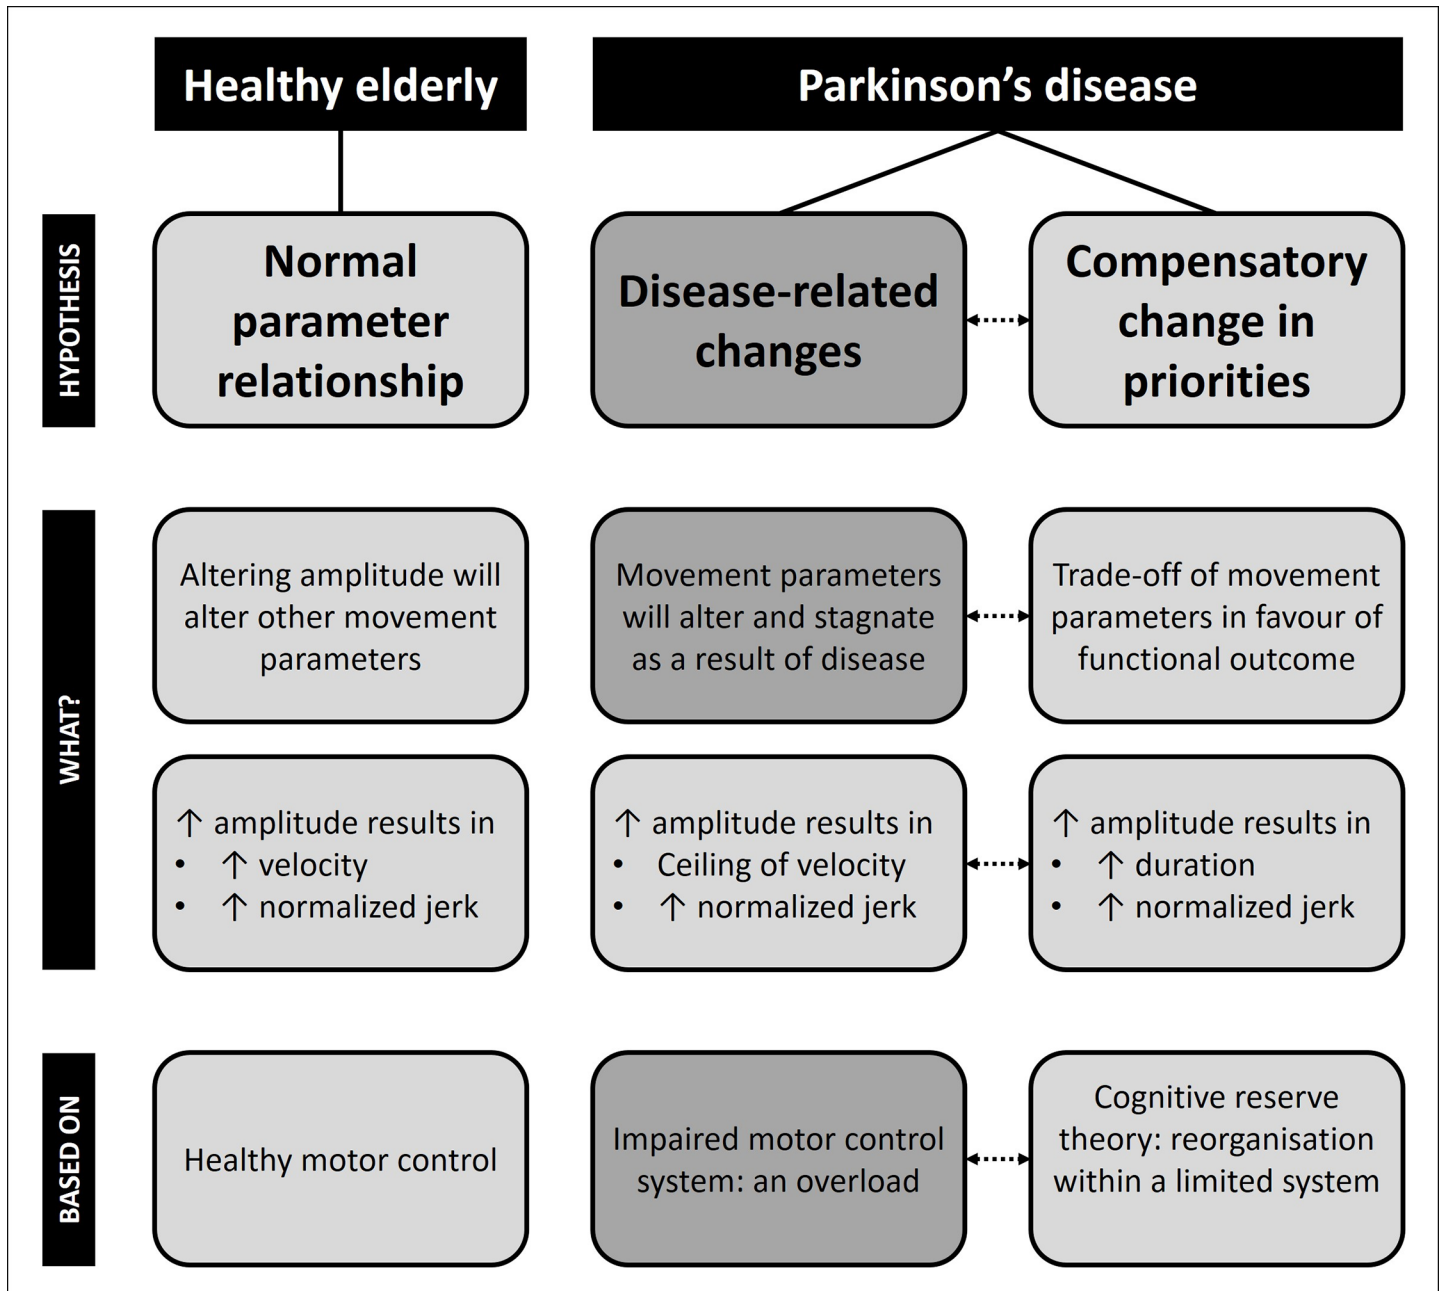 Healthy elderly
Parkinson’s disease
HYPOTHESIS
Normal
parameter
relationship
Disease-related
changes
Compensatory
change in
priorities
WHAT?
Altering amplitude will
alter other movement
parameters
Movement parameters
will alter and stagnate
as a result of disease
Trade-off of movement
parameters in favour of
functional outcome
↑ amplitude results in
• ↑ velocity
• ↑ normalized jerk
↑ amplitude results in
• Ceiling of velocity
• ↑ normalized jerk
↑ amplitude results in
• ↑ duration
• ↑ normalized jerk
BASED ON
Healthy motor control
Impaired motor control
system: an overload
Cognitive reserve
theory: reorganisation
within a limited system